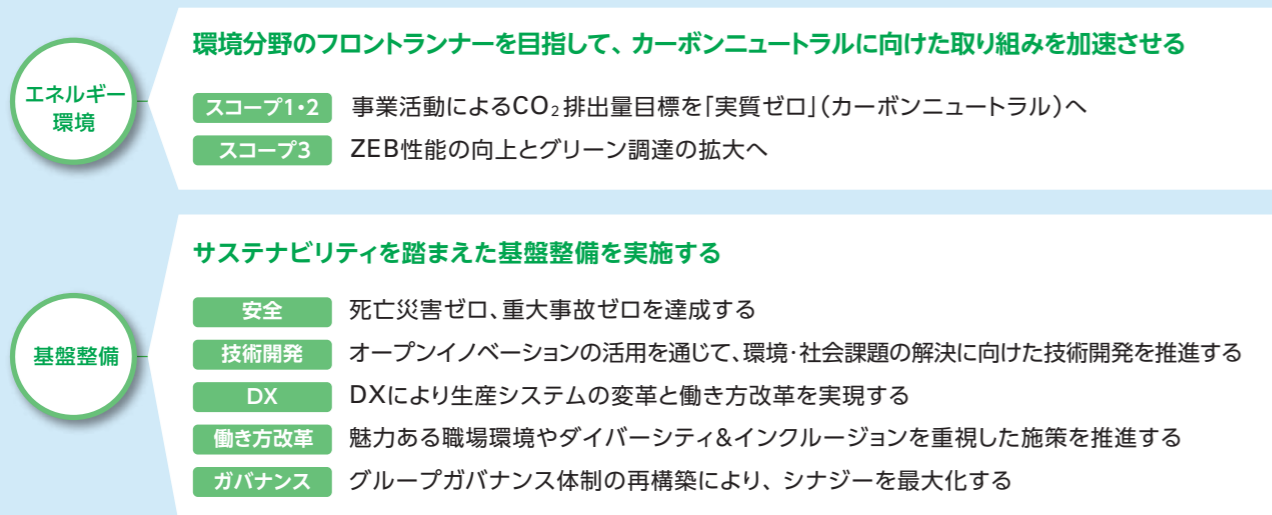 環境分野のフロントランナーを目指して、カーボンニュートラルに向けた取り組みを加速させる
エネルギー
環境
スコープ1・2 事業活動によるCO₂排出量目標を「実質ゼロ」(カーボンニュートラル)へ
スコープ3 ZEB性能の向上とグリーン調達の拡大へ
サステナビリティを踏まえた基盤整備を実施する
基盤整備
安全 死亡災害ゼロ、重大事故ゼロを達成する
技術開発 オープンイノベーションの活用を通じて、環境・社会課題の解決に向けた技術開発を推進する
DX DXにより生産システムの変革と働き方改革を実現する
働き方改革 魅力ある職場環境やダイバーシティ&インクルージョンを重視した施策を推進する
ガバナンス グループガバナンス体制の再構築により、シナジーを最大化する